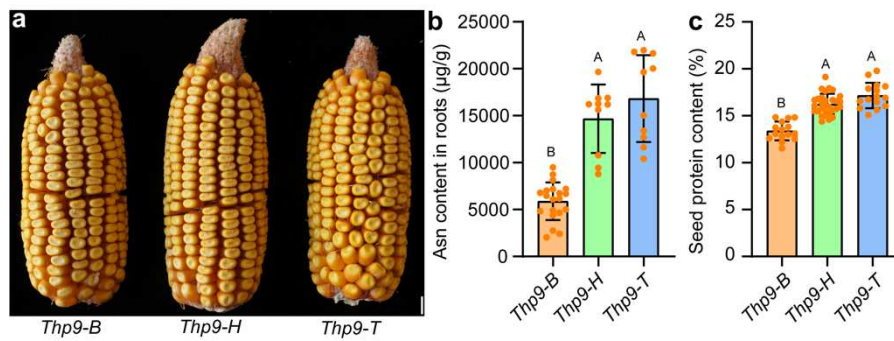 a
Thp9-B Thp9-H Thp9-T
b
Asn content in roots (µg/g)
25000
20000
15000
10000
5000
0
B
A
A
Thp9-B
Thp9-H
Thp9-T
c
Seed protein content (%)
25
20
15
10
5
0
B
A
A
Thp9-B
Thp9-H
Thp9-T